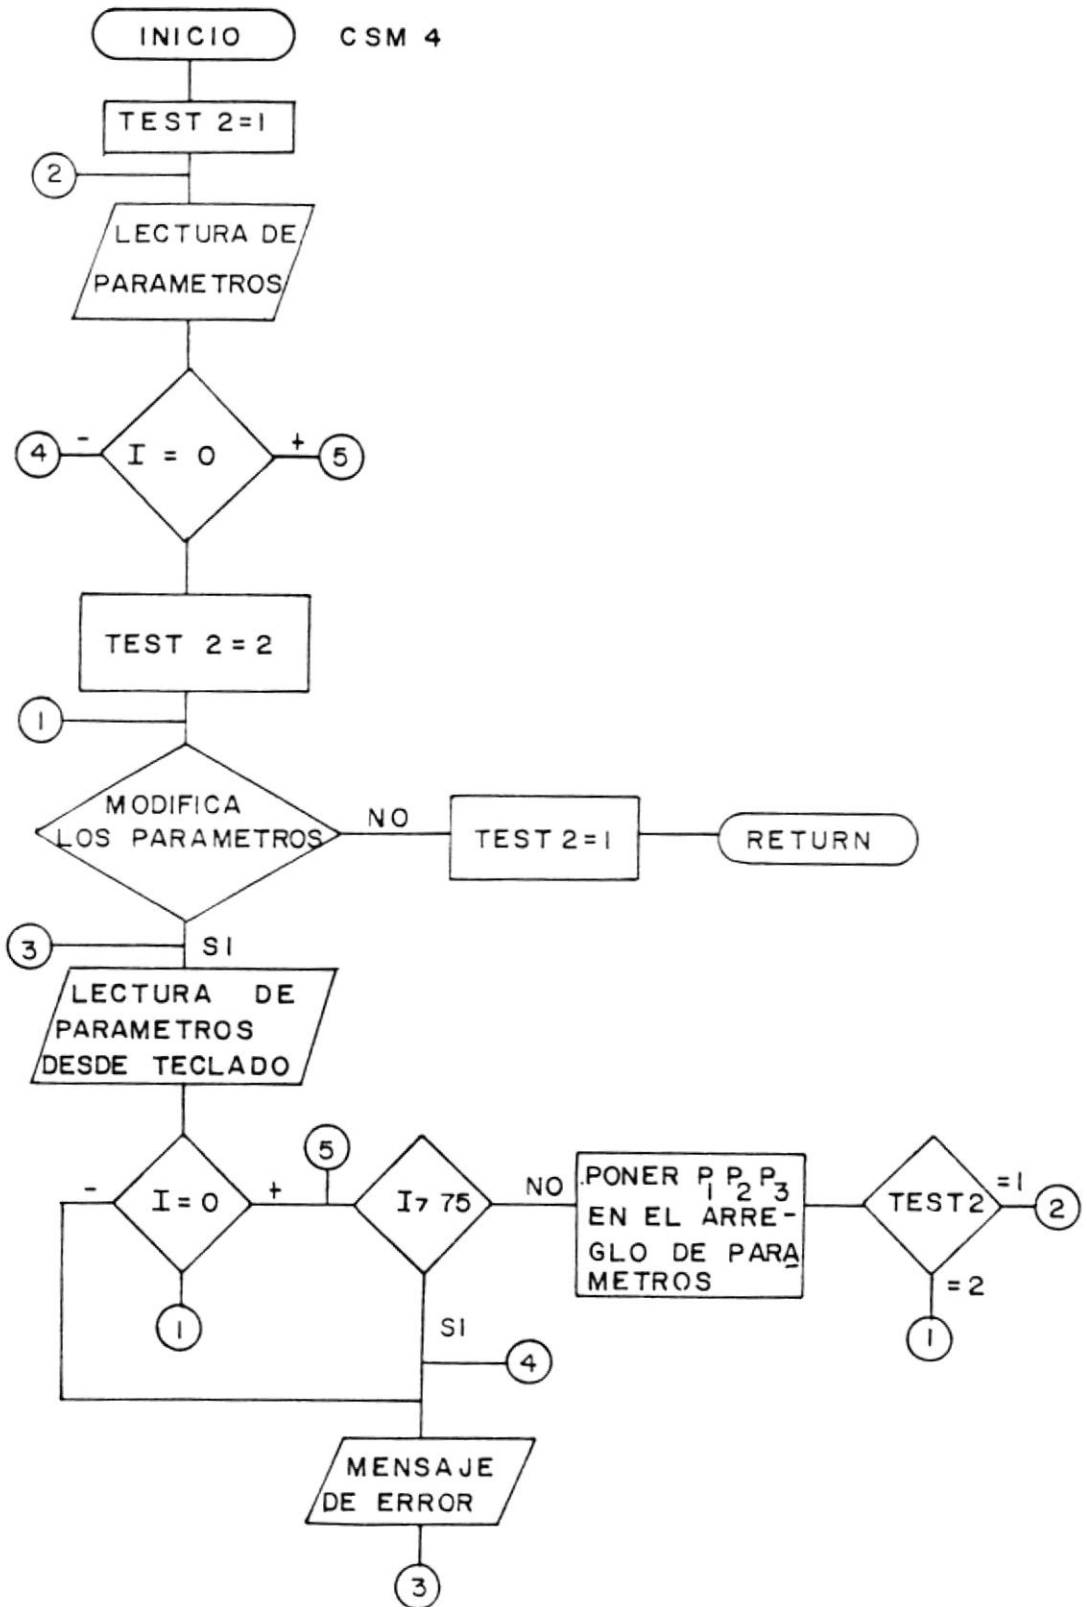 INICIO
CSM 4
TEST 2=1
2
LECTURA DE
PARAMETROS
4
-
I = 0
+
5
TEST 2=2
1
MODIFICA
LOS PARAMETROS
NO
TEST 2=1
RETURN
3
SI
LECTURA DE
PARAMETROS
DESDE TECLADO
-
I=0
+
5
I>75
NO
PONER P1 P2 P3
EN EL ARRE-
GLO DE PARA
METROS
TEST2
=1
2
=2
1
1
SI
4
MENSAJE
DE ERROR
3